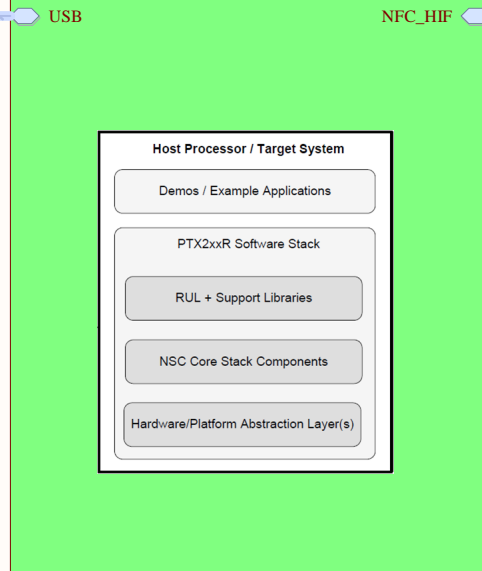 USB
NFC_HIF
Host Processor / Target System
Demos / Example Applications
PTX2xxR Software Stack
RUL + Support Libraries
NSC Core Stack Components
Hardware/Platform Abstraction Layer(s)